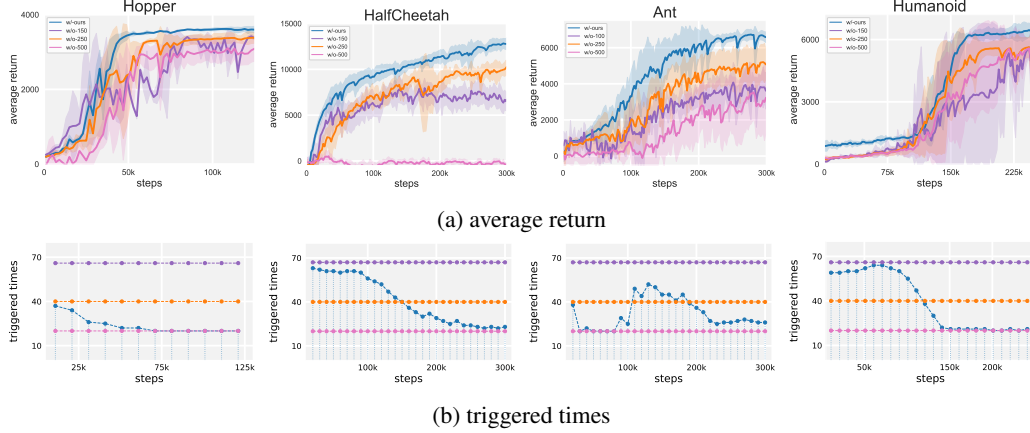 Hopper
HalfCheetah
Ant
Humanoid
4000
2000
0
average return
w/-ours
w/o-150
w/o-250
w/o-500
0
50k
100k
steps
15000
10000
5000
0
average return
w/-ours
w/o-150
w/o-250
w/o-500
0
100k
200k
300k
steps
6000
4000
2000
0
average return
w/-ours
w/o-100
w/o-250
w/o-500
0
100k
200k
300k
steps
6000
3000
0
average return
w/-ours
w/o-150
w/o-250
w/o-500
0
75k
150k
225k
steps
(a) average return
70
40
10
triggered times
25k
75k
125k
steps
70
40
10
triggered times
100k
200k
300k
steps
70
40
10
triggered times
100k
200k
300k
steps
70
40
10
triggered times
50k
150k
200k
steps
(b) triggered times